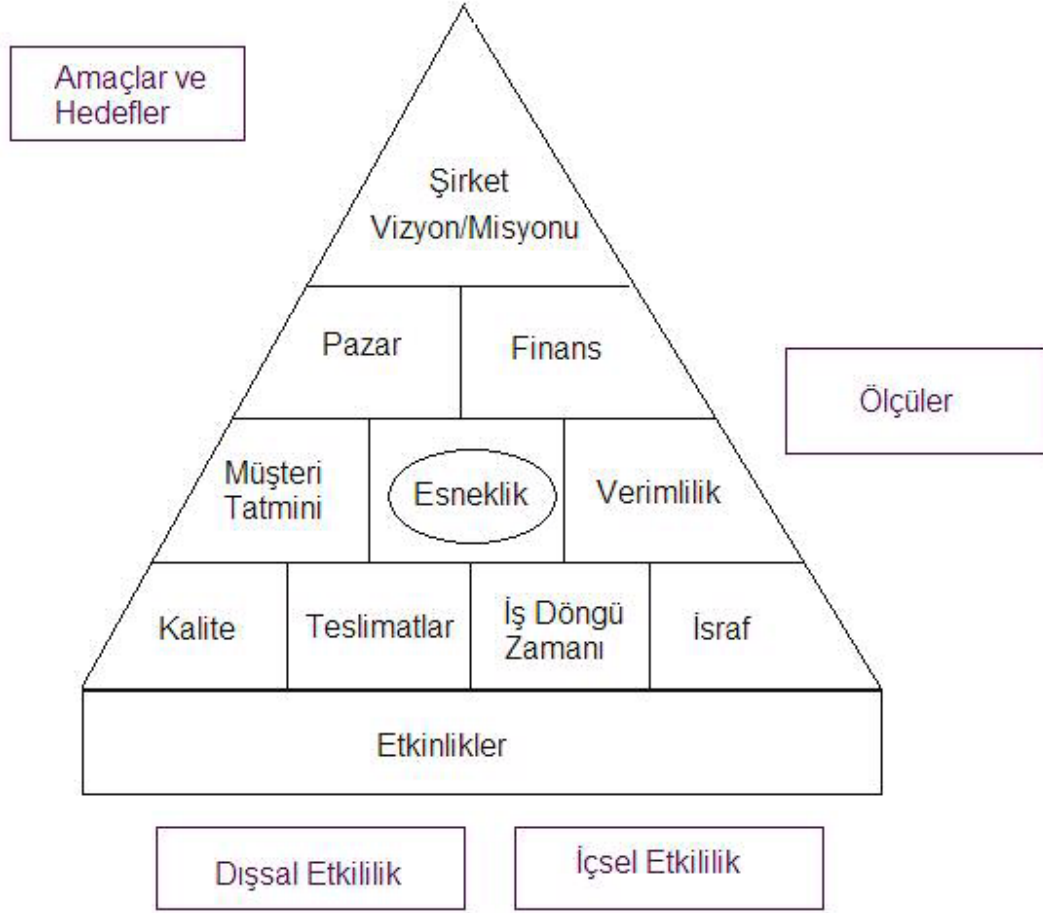 Amaçlar ve
Hedefler
Şirket
Vizyon/Misyonu
Pazar
Finans
Ölçüler
Müşteri
Tatmini
Esneklik
Verimlilik
Kalite
Teslimatlar
İş Döngü
Zamanı
İsraf
Etkinlikler
Dışsal Etkililik
İçsel Etkililik